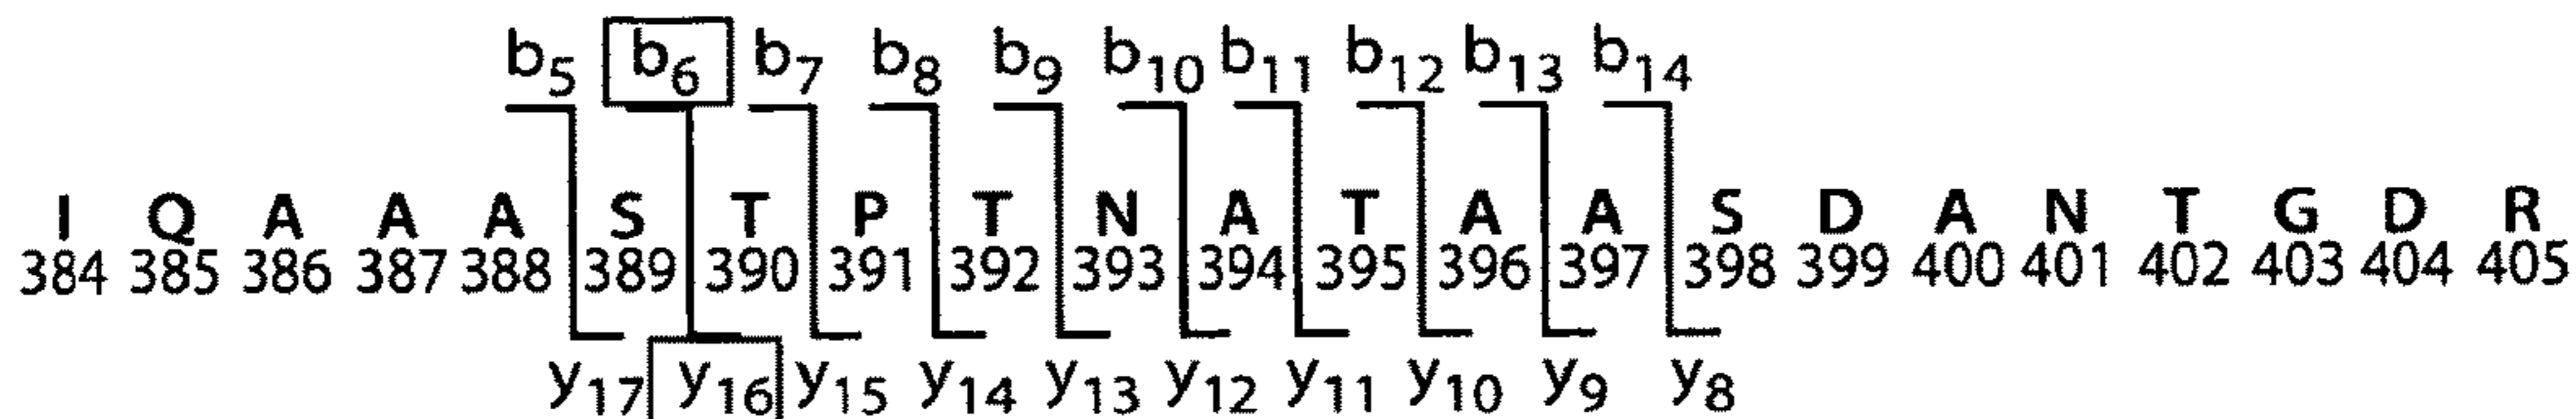 b5 b6 b7 b8 b9 b10 b11 b12 b13 b14
I Q A A A S T P T N A T A A S D A N T G D R
384 385 386 387 388 389 390 391 392 393 394 395 396 397 398 399 400 401 402 403 404 405
y17 y16 y15 y14 y13 y12 y11 y10 y9 y8